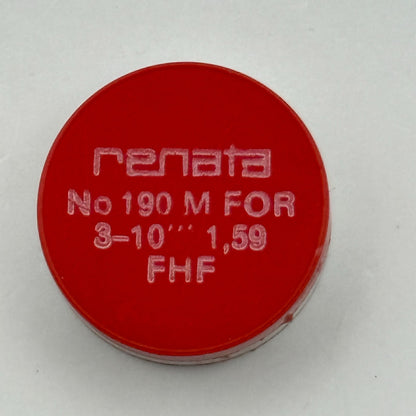 renata
No 190 M FOR
3-10''' 1,59
FHF